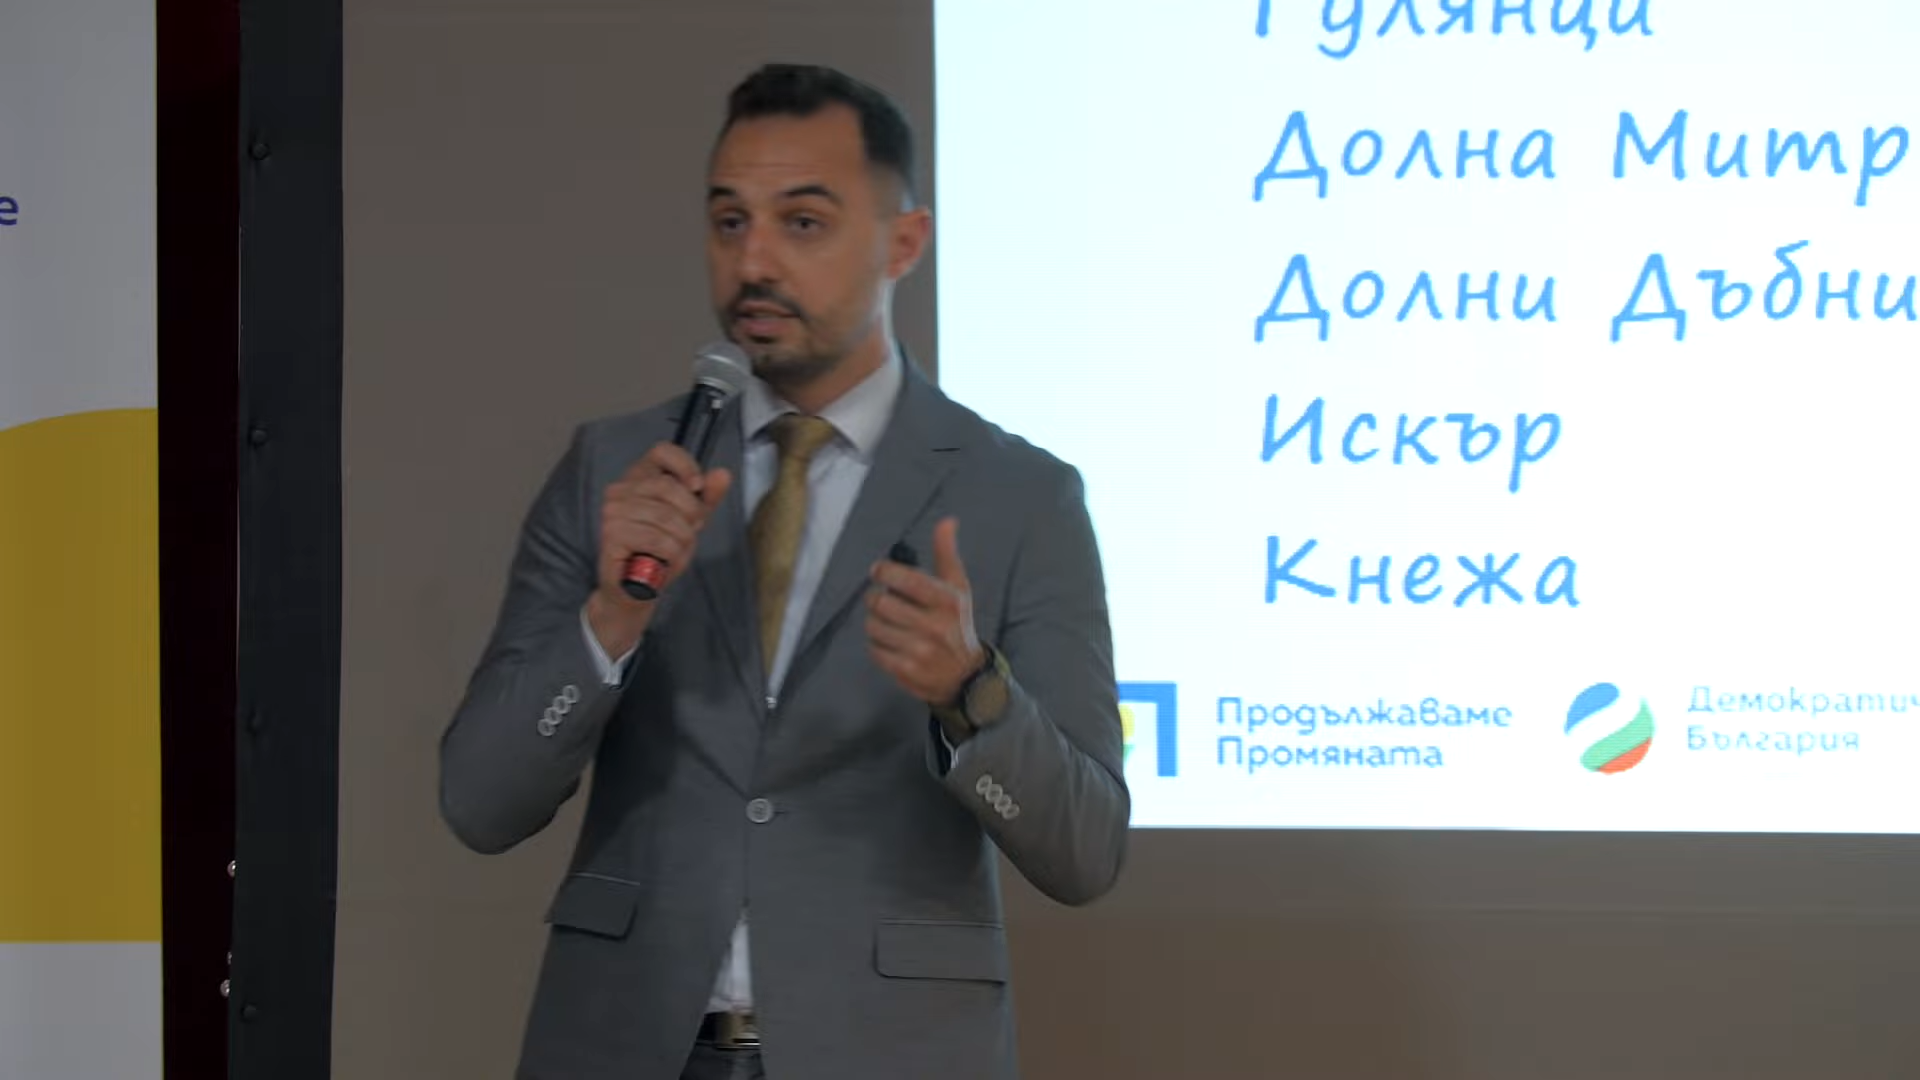 е
Гулянци
Долна Митр
Долни Дъбни
Искър
Кнежа
Продължаваме
Промяната
Демократич
България